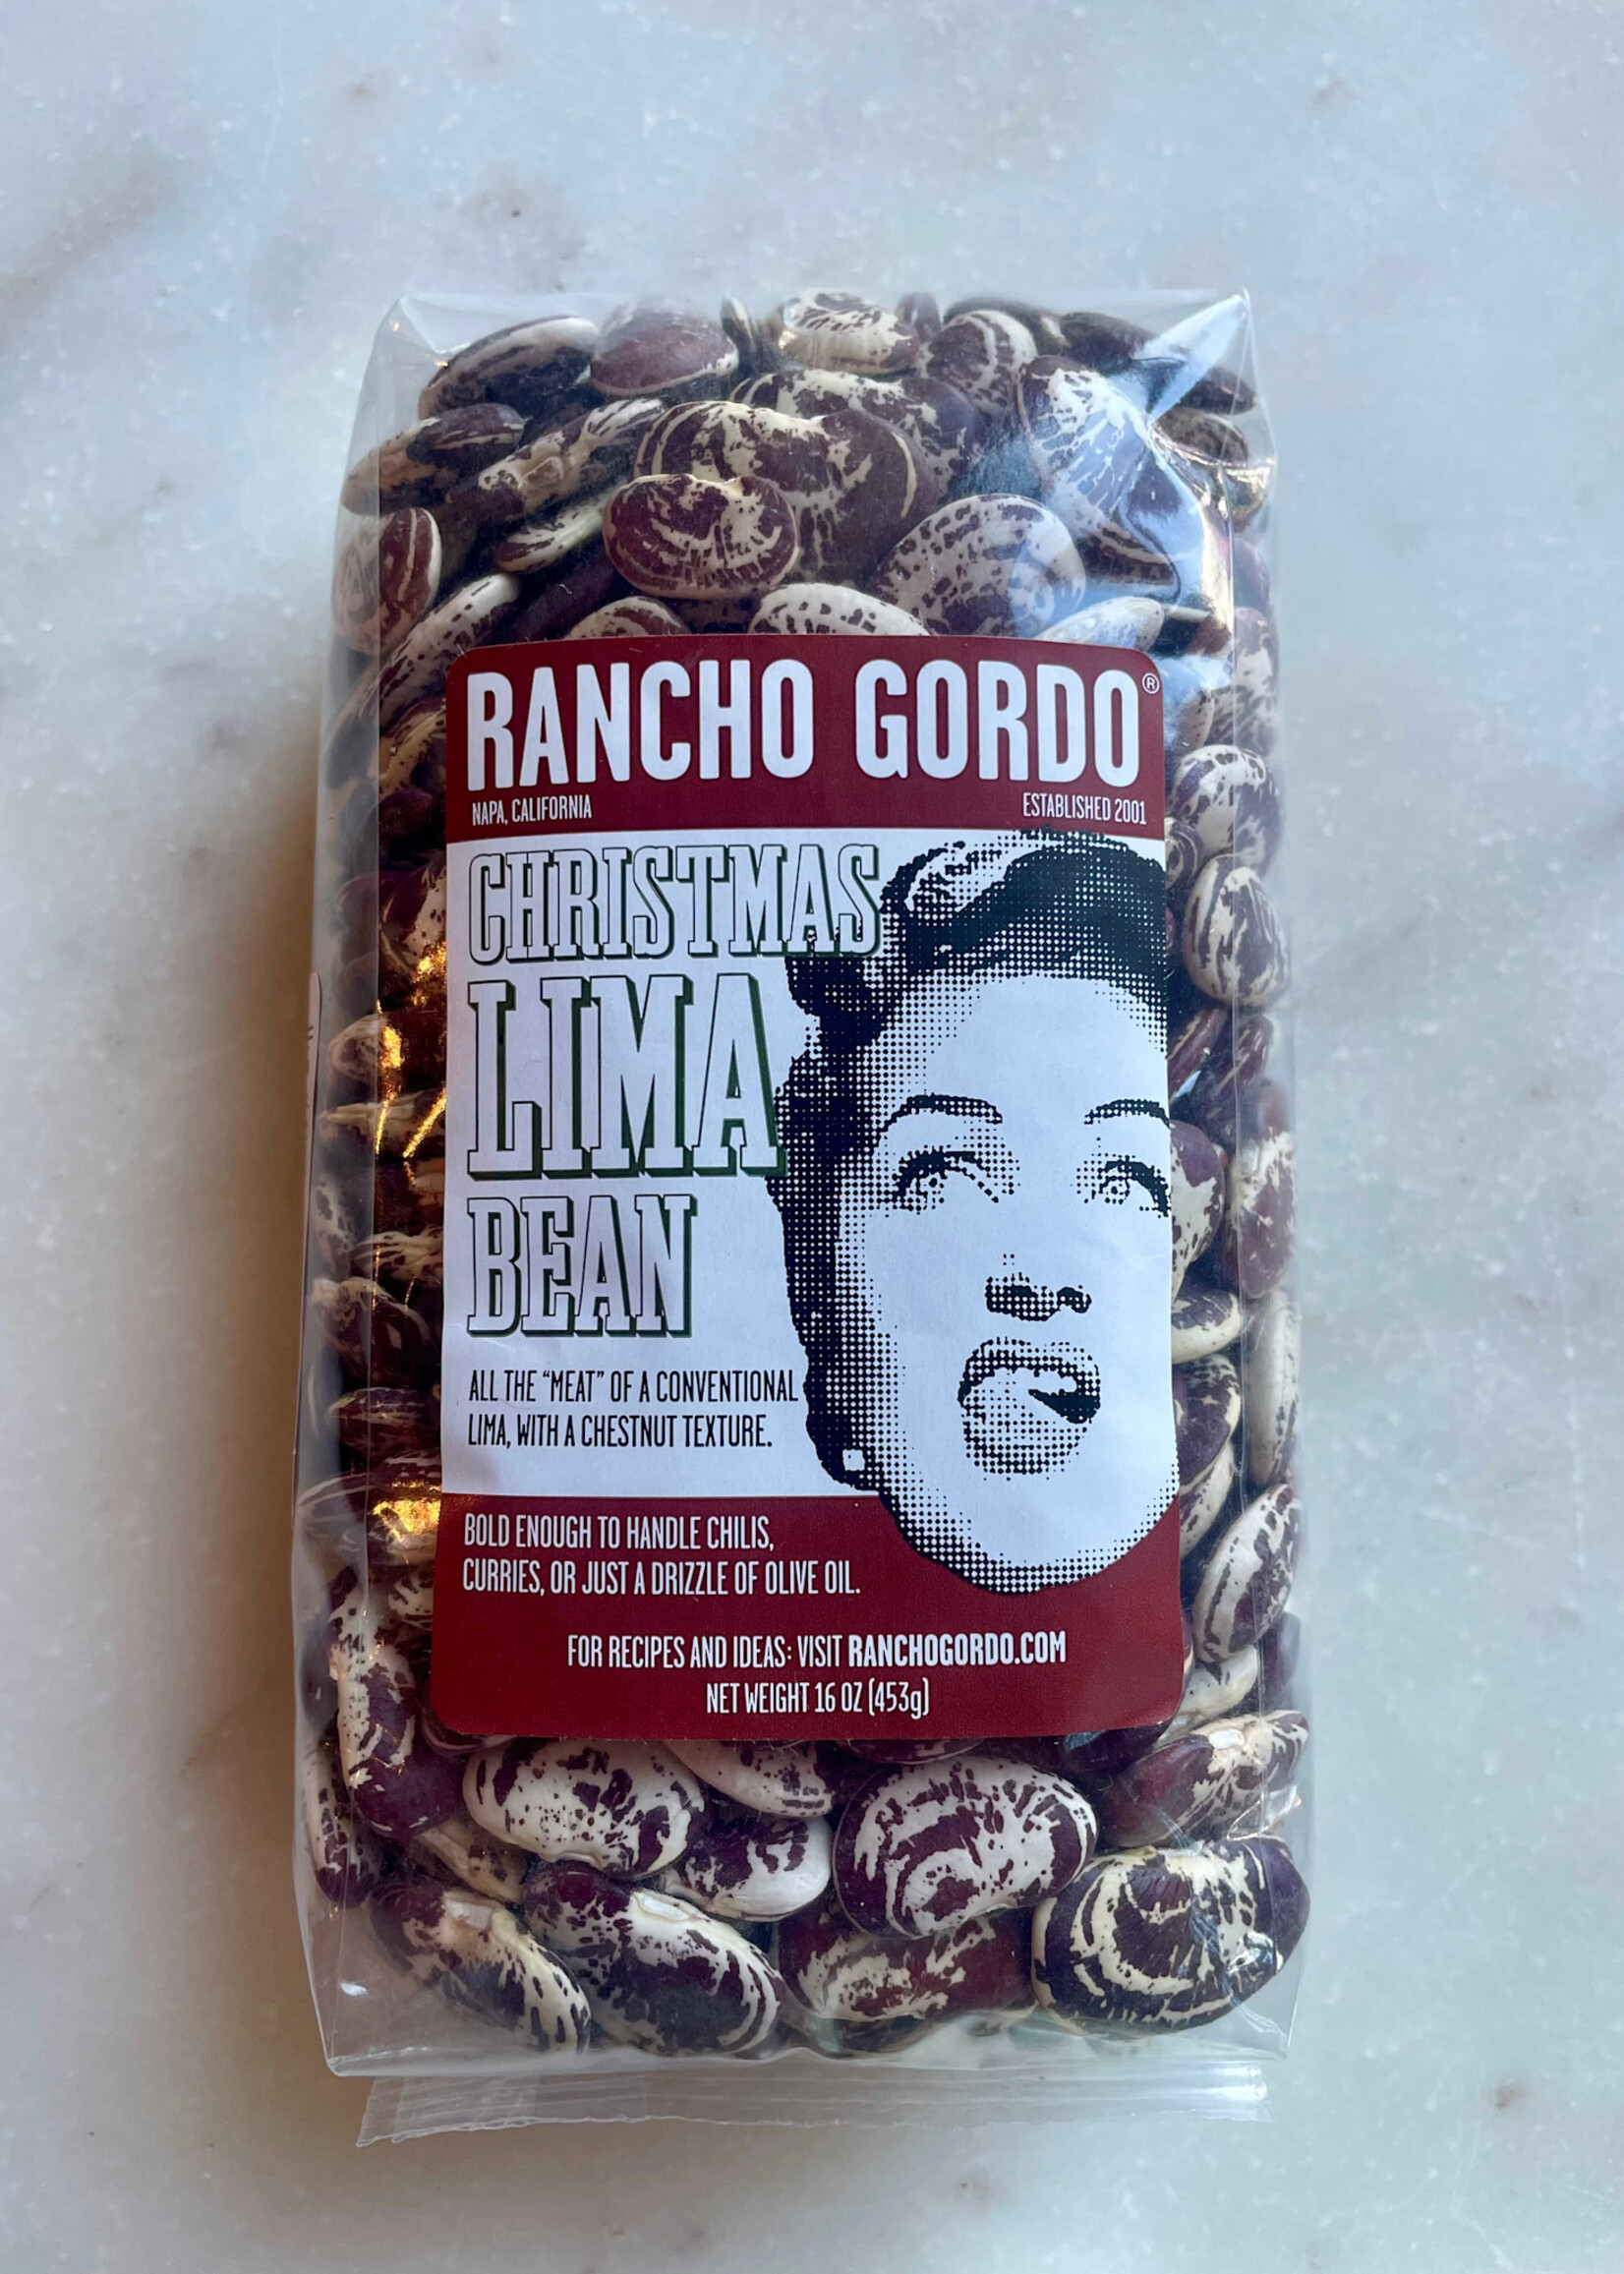 RANCHO GORDO®
NAPA, CALIFORNIA ESTABLISHED 2001
CHRISTMAS
LIMA
BEAN
ALL THE “MEAT” OF A CONVENTIONAL
LIMA, WITH A CHESTNUT TEXTURE.
BOLD ENOUGH TO HANDLE CHILIS,
CURRIES, OR JUST A DRIZZLE OF OLIVE OIL.
FOR RECIPES AND IDEAS: VISIT RANCHOGORDO.COM
NET WEIGHT 16 OZ (453g)